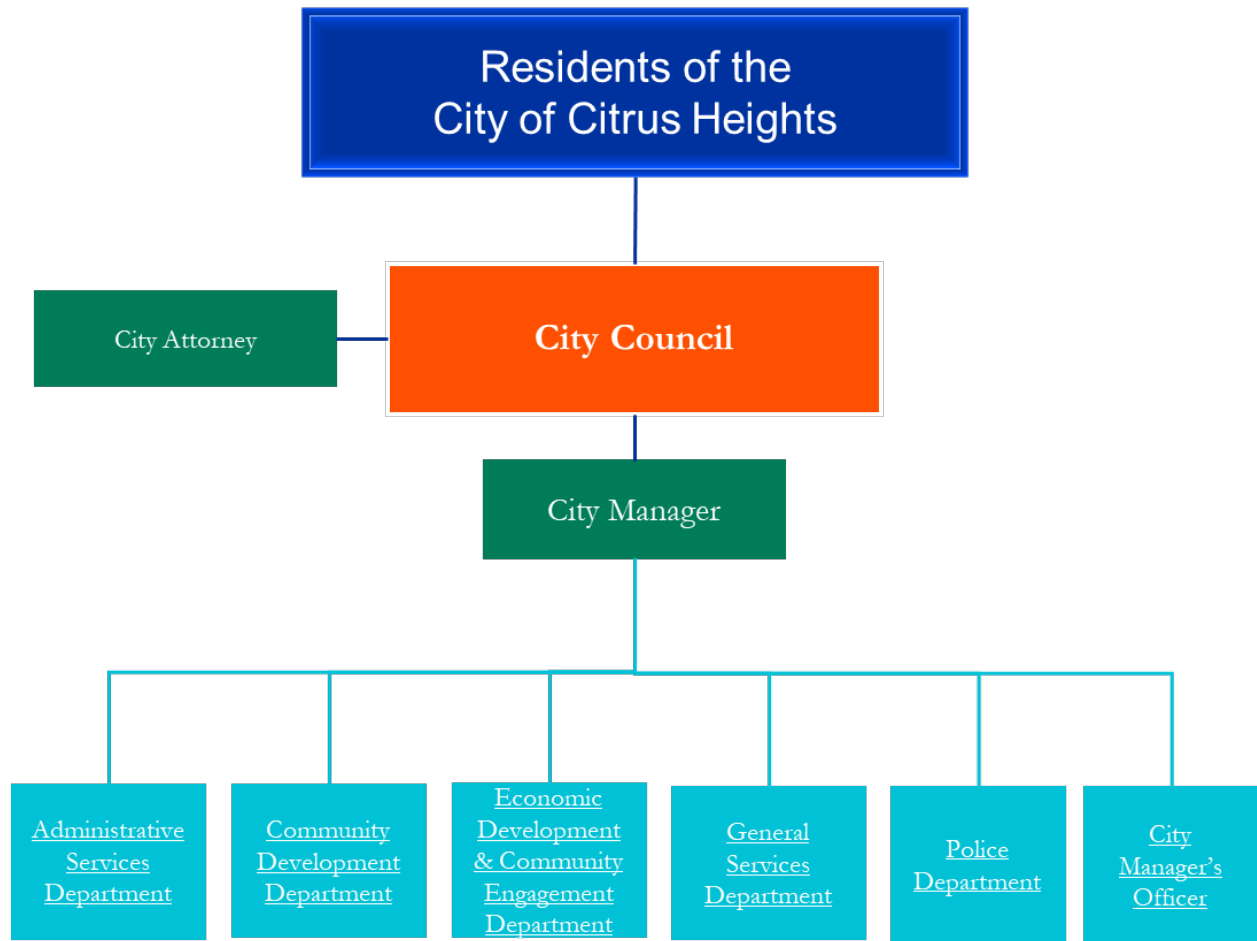 Residents of the
City of Citrus Heights
City Attorney
City Council
City Manager
Administrative
Services
Department
Community
Development
Department
Economic
Development
& Community
Engagement
Department
General
Services
Department
Police
Department
City
Manager’s
Officer